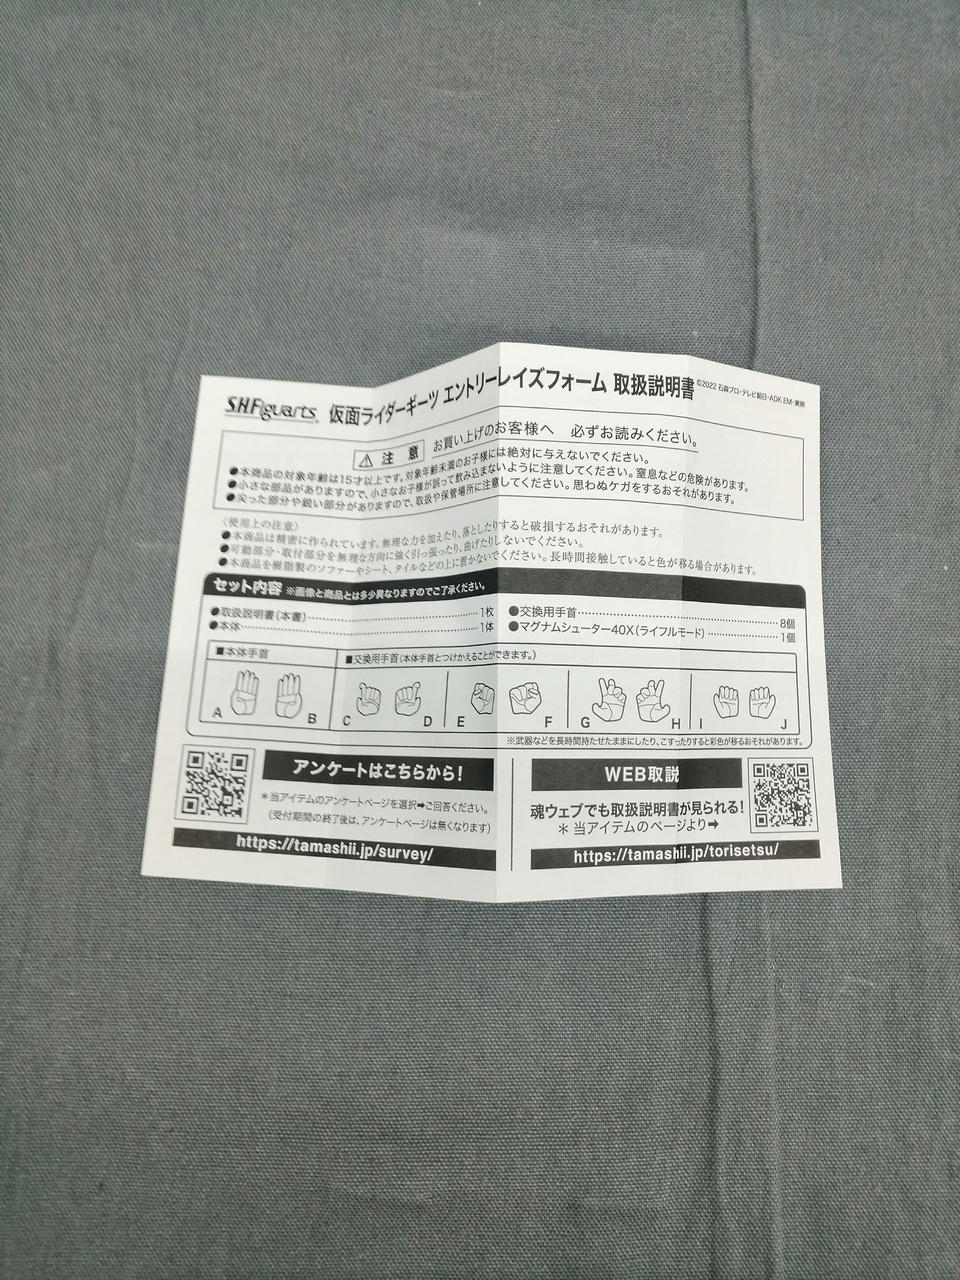 S.H.Figuarts 仮面ライダーギーツ エントリーレイズフォーム 取扱説明書 ©2022 石森プロ・テレビ朝日・ADK EM・東映
⚠ 注 意 お買い上げのお客様へ 必ずお読みください。
●本商品の対象年齢は15才以上です。対象年齢未満のお子様には絶対に与えないでください。
●小さな部品がありますので、小さなお子様が誤って飲み込まないように注意してください。窒息などの危険があります。
●尖った部分や鋭い部分がありますので、取扱や保管場所に注意してください。思わぬケガをするおそれがあります。
〈使用上の注意〉
●本商品は精密に作られています。無理な力を加えたり、落としたりすると破損するおそれがあります。
●可動部分・取付部分を無理な方向に強く引っ張ったり、曲げたりしないでください。
●本商品を樹脂製のソファーやシート、タイルなどの上に置かないでください。長時間接触していると色が移る場合があります。
セット内容 ※画像と商品とは多少異なりますのでご了承ください。
●取扱説明書(本書) 1枚
●本体 1体
●交換用手首 8個
●マグナムシューター40X(ライフルモード) 1個
■本体手首
■交換用手首(本体手首とつけかえることができます。)
A B C D E F G H I J
※武器などを長時間持たせたままにしたり、こすったりすると彩色が移るおそれがあります。
アンケートはこちらから!
＊当アイテムのアンケートページを選択➡ご回答ください。
(受付期間の終了後は、アンケートページは無くなります)
https://tamashii.jp/survey/
WEB取説
魂ウェブでも取扱説明書が見られる!
＊当アイテムのページより➡
https://tamashii.jp/torisetsu/